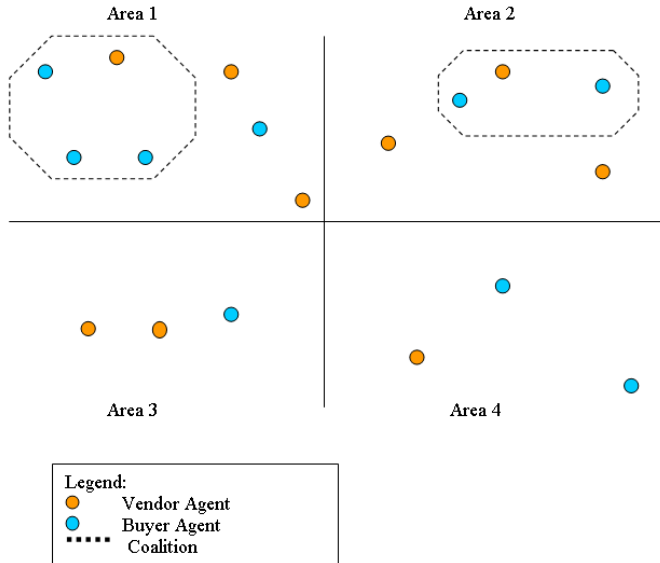 Area 1
Area 2
Area 3
Area 4
Legend:
Vendor Agent
Buyer Agent
Coalition